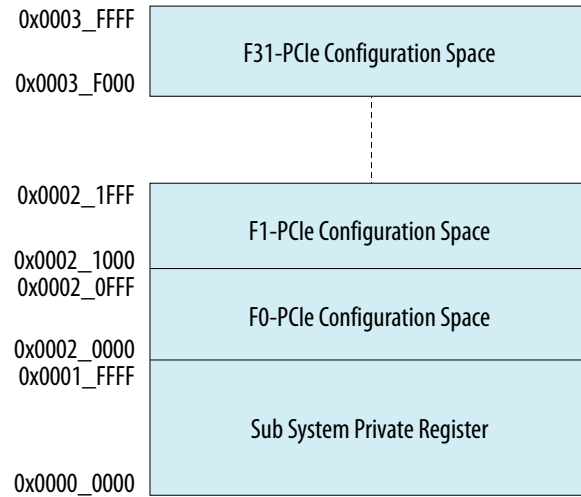 0x0003_FFFF
F31-PCIe Configuration Space
0x0003_F000
0x0002_1FFF
F1-PCIe Configuration Space
0x0002_1000
0x0002_0FFF
F0-PCIe Configuration Space
0x0002_0000
0x0001_FFFF
Sub System Private Register
0x0000_0000